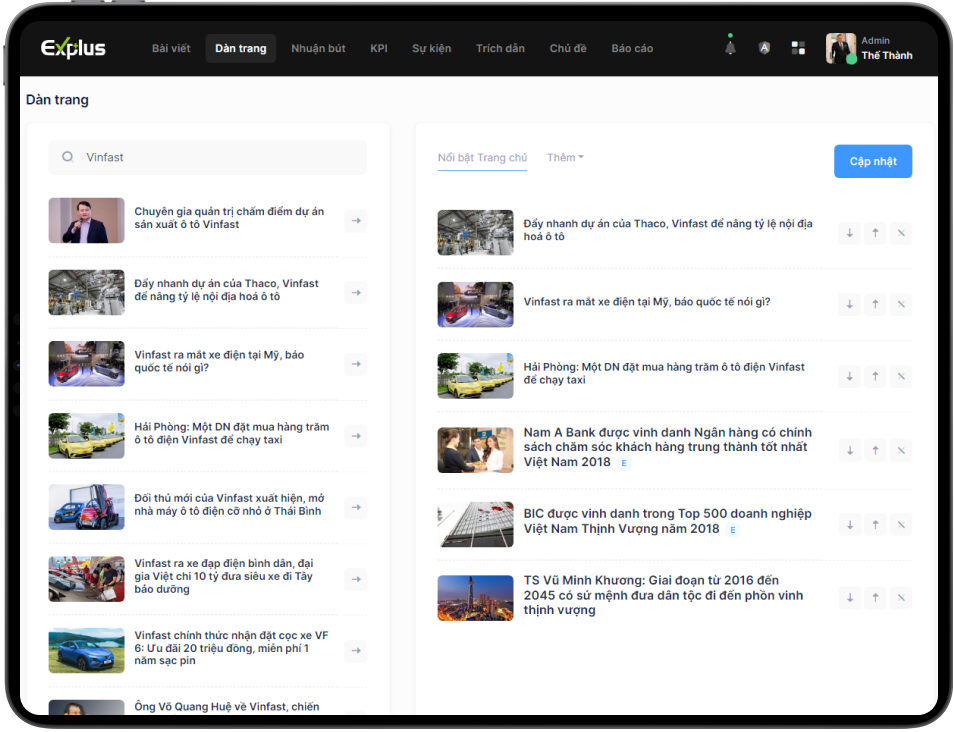 Explus
Bài viết
Dàn trang
Nhuận bút
KPI
Sự kiện
Trích dẫn
Chủ đề
Báo cáo
Admin
Thế Thành
Dàn trang
Vinfast
Chuyên gia quản trị chấm điểm dự án
sản xuất ô tô Vinfast
Đẩy nhanh dự án của Thaco, Vinfast
để nâng tỷ lệ nội địa hoá ô tô
Vinfast ra mắt xe điện tại Mỹ, báo
quốc tế nói gì?
Hải Phòng: Một DN đặt mua hàng trăm
ô tô điện Vinfast để chạy taxi
Đối thủ mới của Vinfast xuất hiện, mở
nhà máy ô tô điện cỡ nhỏ ở Thái Bình
Vinfast ra xe đạp điện bình dân, đại
gia Việt chi 10 tỷ đưa siêu xe đi Tây
bảo dưỡng
Vinfast chính thức nhận đặt cọc xe VF
6: Ưu đãi 20 triệu đồng, miễn phí 1
năm sạc pin
Ông Võ Quang Huệ về Vinfast, chiến
Nổi bật Trang chủ
Thêm
Cập nhật
Đẩy nhanh dự án của Thaco, Vinfast để nâng tỷ lệ nội địa
hoá ô tô
Vinfast ra mắt xe điện tại Mỹ, báo quốc tế nói gì?
Hải Phòng: Một DN đặt mua hàng trăm ô tô điện Vinfast
để chạy taxi
Nam A Bank được vinh danh Ngân hàng có chính
sách chăm sóc khách hàng trung thành tốt nhất
Việt Nam 2018 E
BIC được vinh danh trong Top 500 doanh nghiệp
Việt Nam Thịnh Vượng năm 2018 E
TS Vũ Minh Khương: Giai đoạn từ 2016 đến
2045 có sứ mệnh đưa dân tộc đi đến phồn vinh
thịnh vượng